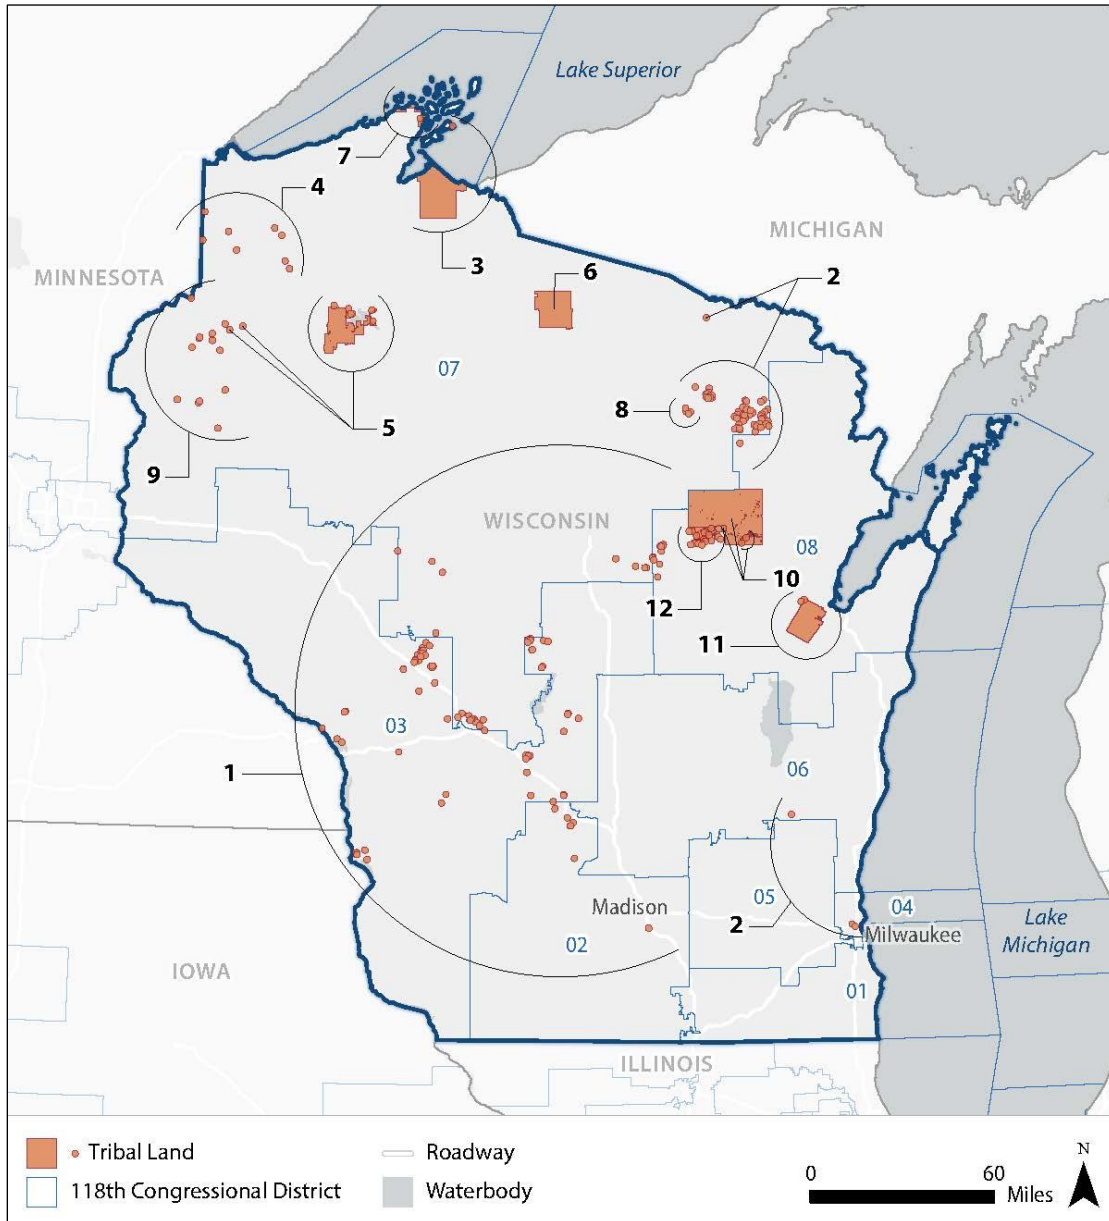 Lake Superior
7
4
MICHIGAN
3
6
2
MINNESOTA
07
8
5
9
WISCONSIN
08
10
12
11
03
1
06
05
04
Madison
2
Milwaukee
Lake
Michigan
02
IOWA
01
ILLINOIS
Tribal Land
Roadway
118th Congressional District
Waterbody
0 60
Miles
N